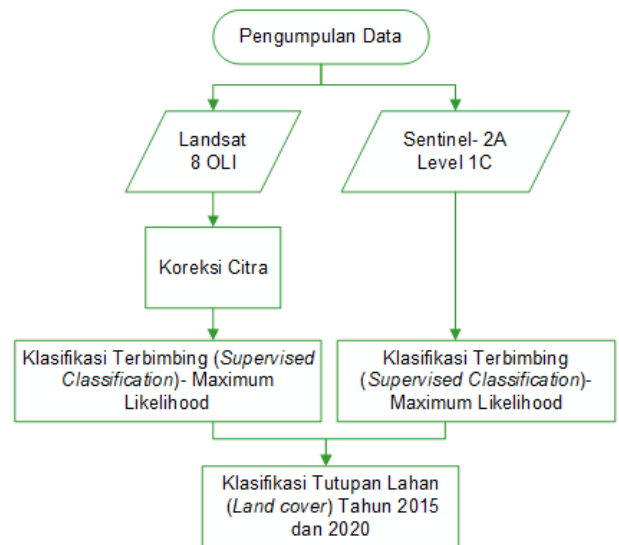 Pengumpulan Data
Landsat
8 OLI
Sentinel- 2A
Level 1C
Koreksi Citra
Klasifikasi Terbimbing (Supervised
Classification)- Maximum
Likelihood
Klasifikasi Terbimbing
(Supervised Classification)-
Maximum Likelihood
Klasifikasi Tutupan Lahan
(Land cover) Tahun 2015
dan 2020